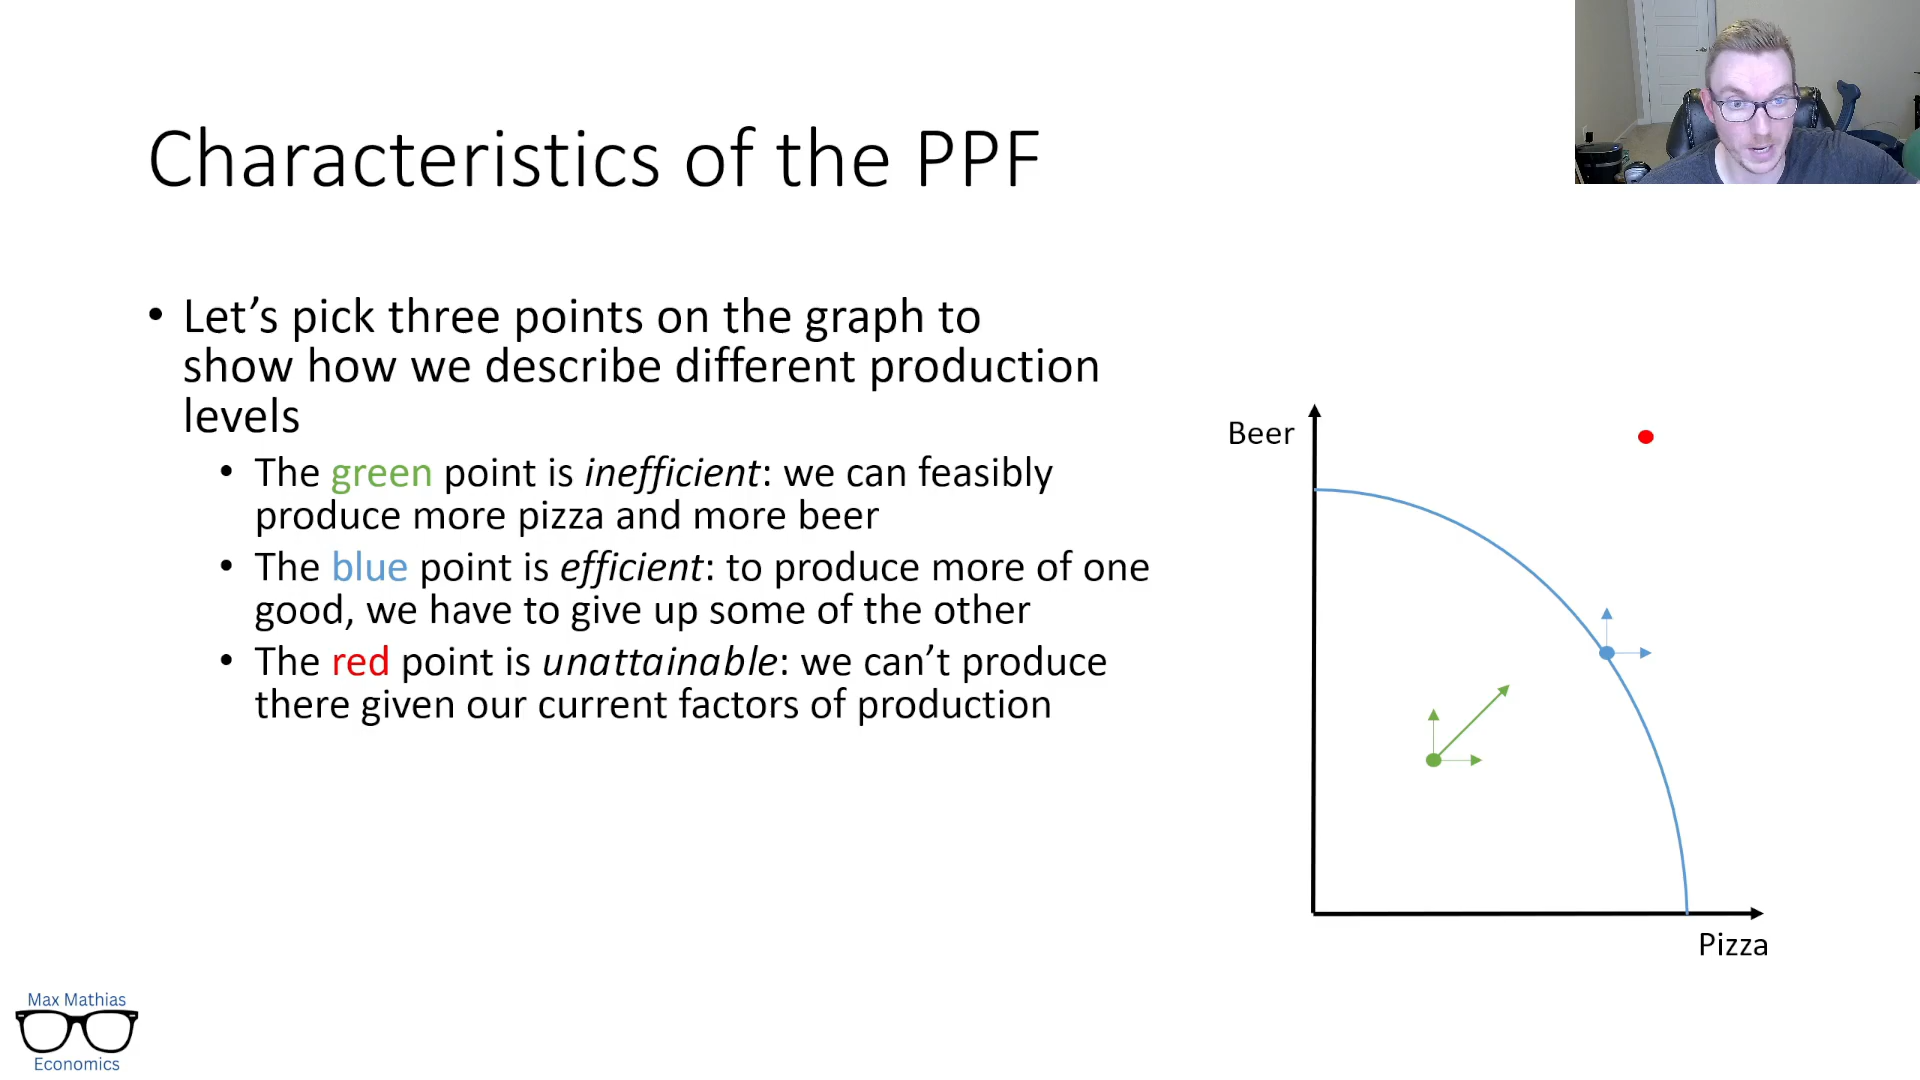 Characteristics of the PPF
• Let’s pick three points on the graph to
show how we describe different production
levels
• The green point is inefficient: we can feasibly
produce more pizza and more beer
• The blue point is efficient: to produce more of one
good, we have to give up some of the other
• The red point is unattainable: we can’t produce
there given our current factors of production
Beer
Pizza
Max Mathias
Economics